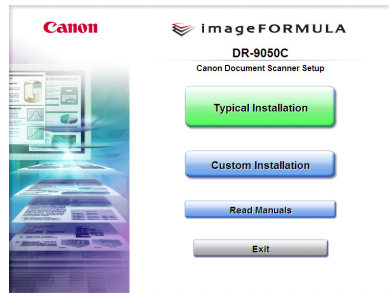 Canon
imageFORMULA
DR-9050C
Canon Document Scanner Setup
Typical Installation
Custom Installation
Read Manuals
Exit